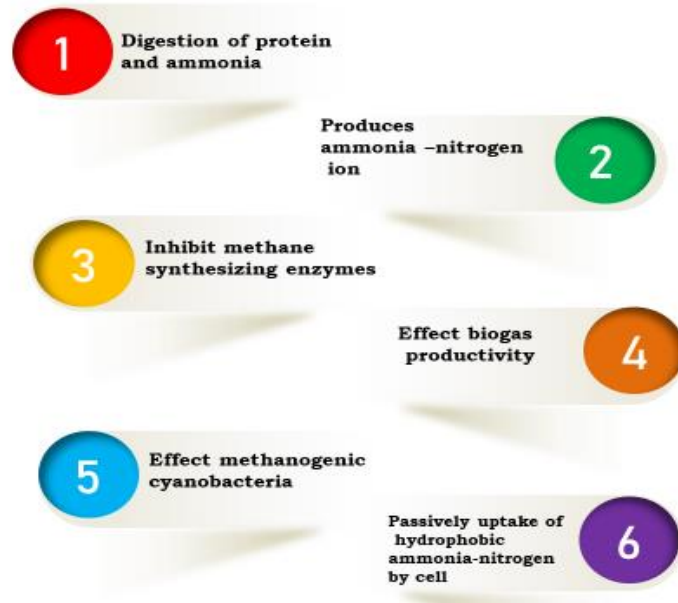 1
Digestion of protein
and ammonia
Produces
ammonia –nitrogen
ion
2
3
Inhibit methane
synthesizing enzymes
Effect biogas
productivity
4
5
Effect methanogenic
cyanobacteria
Passively uptake of
hydrophobic
ammonia-nitrogen
by cell
6